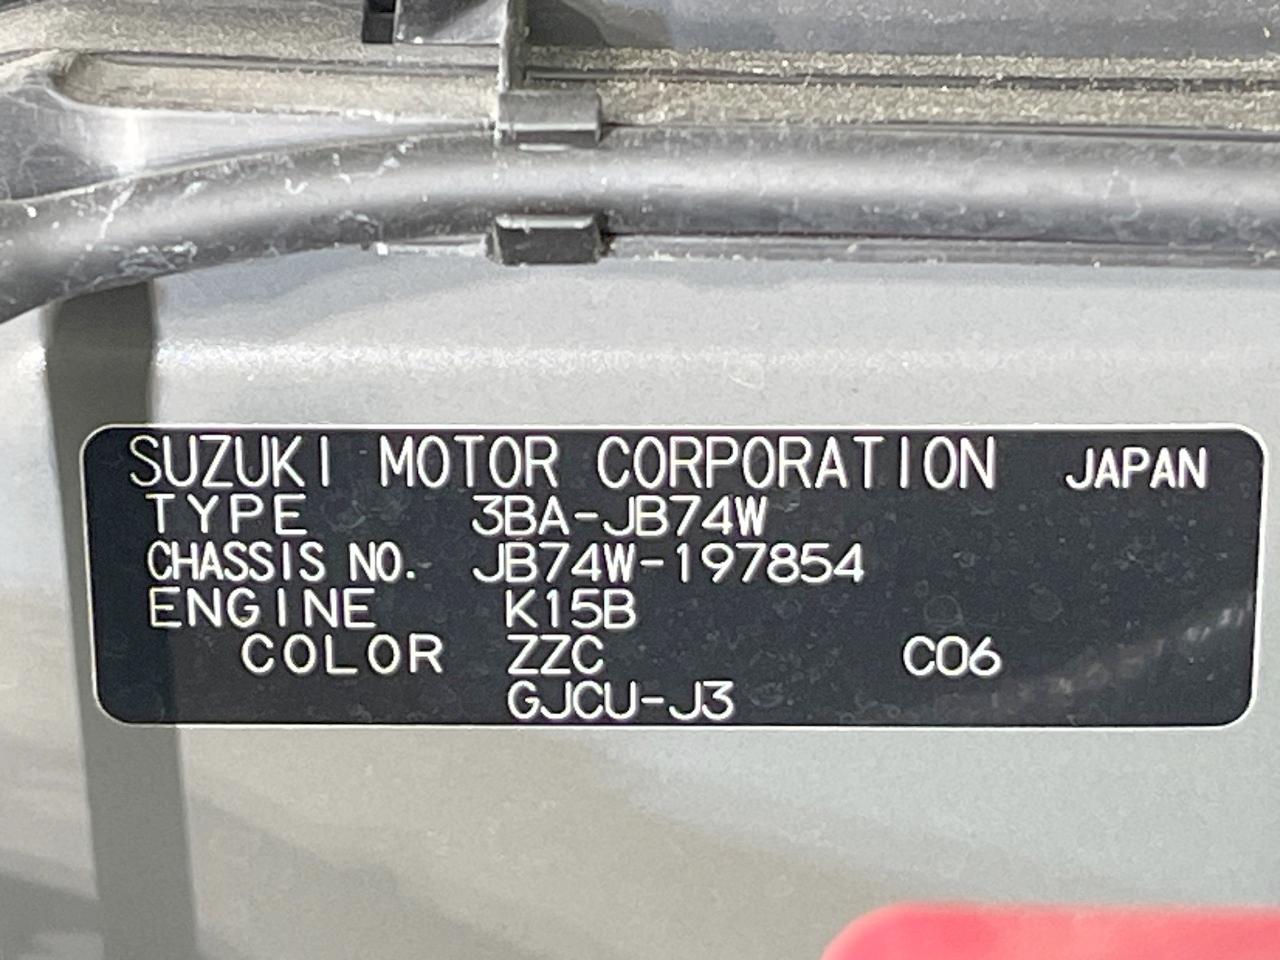 SUZUKI MOTOR CORPORATION JAPAN
TYPE 3BA-JB74W
CHASSIS NO. JB74W-197854
ENGINE K15B
COLOR ZZC C06
GJCU-J3